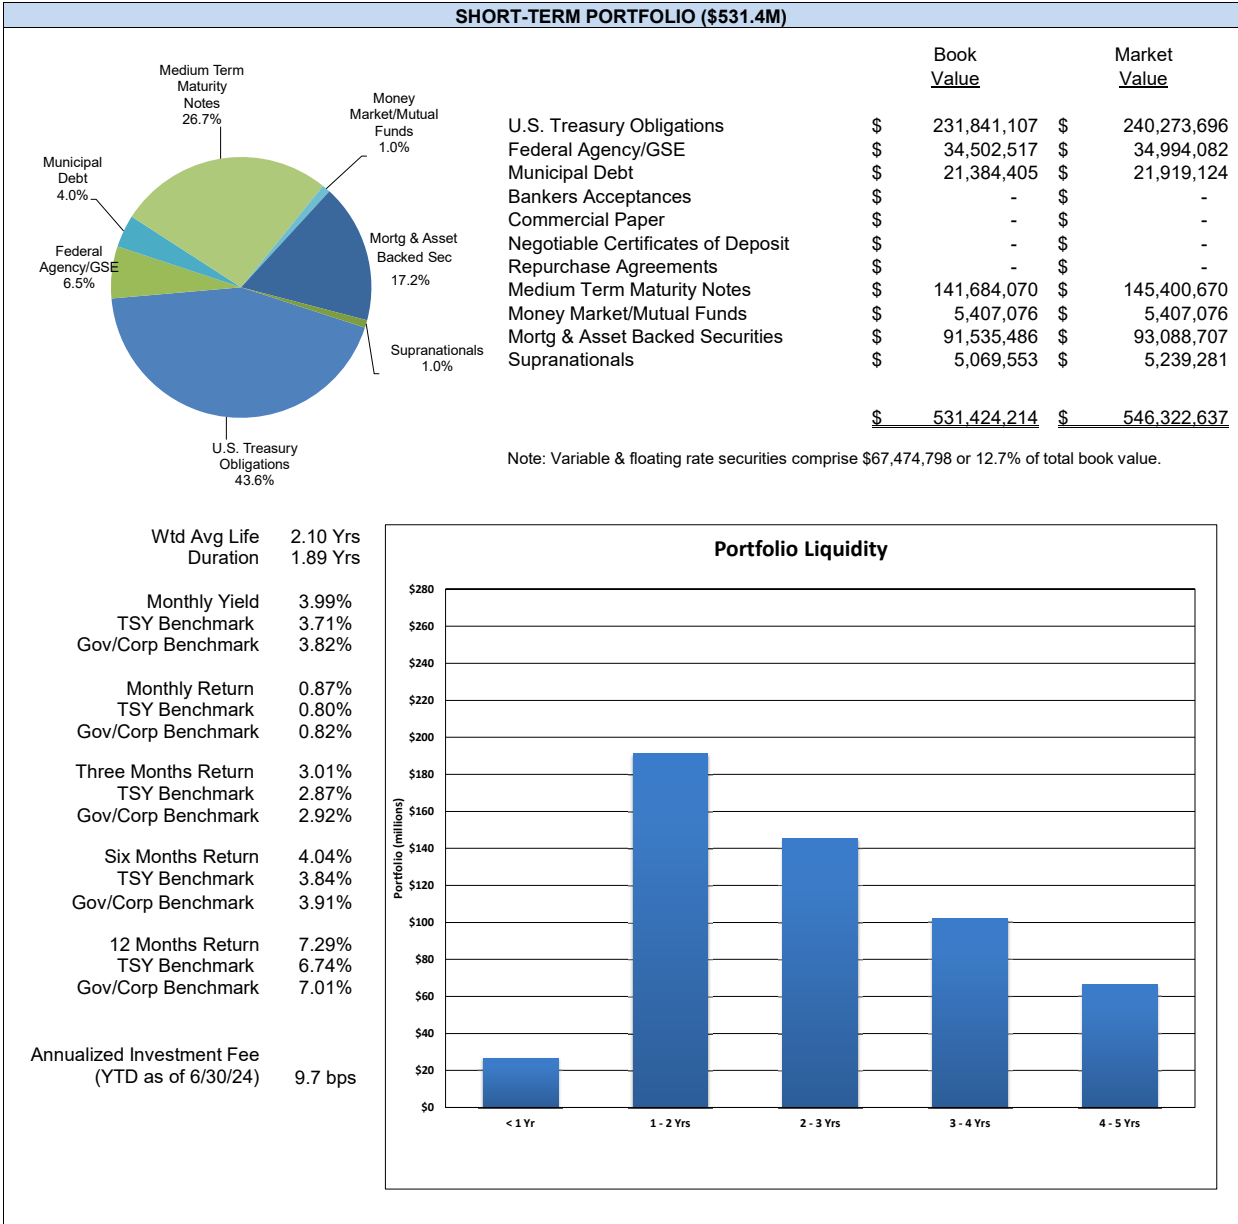 SHORT-TERM PORTFOLIO ($531.4M)
Medium Term
Maturity
Notes
26.7%
Money
Market/Mutual
Funds
1.0%
Municipal
Debt
4.0%
Federal
Agency/GSE
6.5%
Mortg & Asset
Backed Sec
17.2%
Supranationals
1.0%
U.S. Treasury
Obligations
43.6%
Book Market
Value Value
U.S. Treasury Obligations $ 231,841,107 $ 240,273,696
Federal Agency/GSE $ 34,502,517 $ 34,994,082
Municipal Debt $ 21,384,405 $ 21,919,124
Bankers Acceptances $ - $ -
Commercial Paper $ - $ -
Negotiable Certificates of Deposit $ - $ -
Repurchase Agreements $ - $ -
Medium Term Maturity Notes $ 141,684,070 $ 145,400,670
Money Market/Mutual Funds $ 5,407,076 $ 5,407,076
Mortg & Asset Backed Securities $ 91,535,486 $ 93,088,707
Supranationals $ 5,069,553 $ 5,239,281
$ 531,424,214 $ 546,322,637
Note: Variable & floating rate securities comprise $67,474,798 or 12.7% of total book value.
Wtd Avg Life 2.10 Yrs
Duration 1.89 Yrs
Monthly Yield 3.99%
TSY Benchmark 3.71%
Gov/Corp Benchmark 3.82%
Monthly Return 0.87%
TSY Benchmark 0.80%
Gov/Corp Benchmark 0.82%
Three Months Return 3.01%
TSY Benchmark 2.87%
Gov/Corp Benchmark 2.92%
Six Months Return 4.04%
TSY Benchmark 3.84%
Gov/Corp Benchmark 3.91%
12 Months Return 7.29%
TSY Benchmark 6.74%
Gov/Corp Benchmark 7.01%
Annualized Investment Fee
(YTD as of 6/30/24) 9.7 bps
Portfolio Liquidity
Portfolio (millions)
$280
$260
$240
$220
$200
$180
$160
$140
$120
$100
$80
$60
$40
$20
$0
< 1 Yr 1 - 2 Yrs 2 - 3 Yrs 3 - 4 Yrs 4 - 5 Yrs